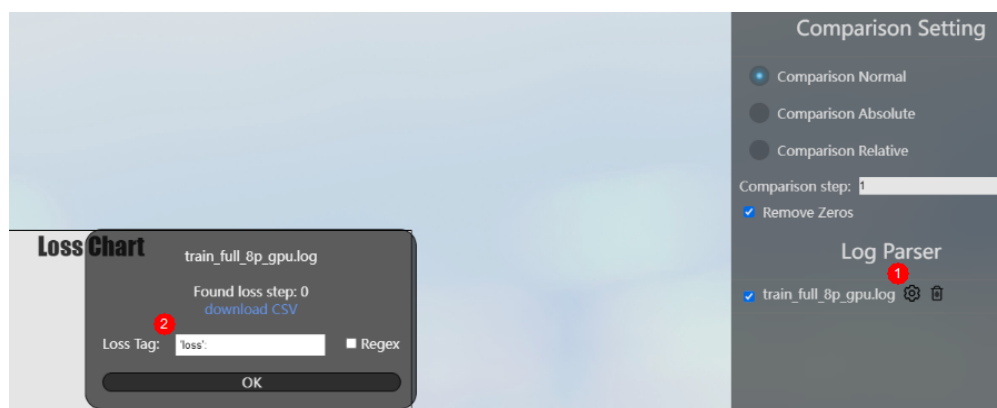 Comparison Setting
Comparison Normal
Comparison Absolute
Comparison Relative
Comparison step: 1
Remove Zeros
Log Parser
1
train_full_8p_gpu.log
Loss Chart
train_full_8p_gpu.log
Found loss step: 0
download CSV
2
Loss Tag: 'loss': Regex
OK